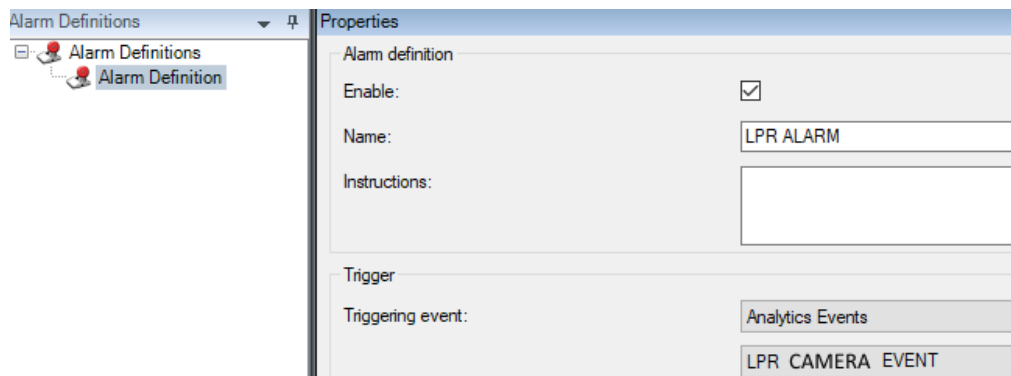 Alarm Definitions
Alarm Definitions
Alarm Definition
Properties
Alarm definition
Enable:
Name:
LPR ALARM
Instructions:
Trigger
Triggering event:
Analytics Events
LPR CAMERA EVENT